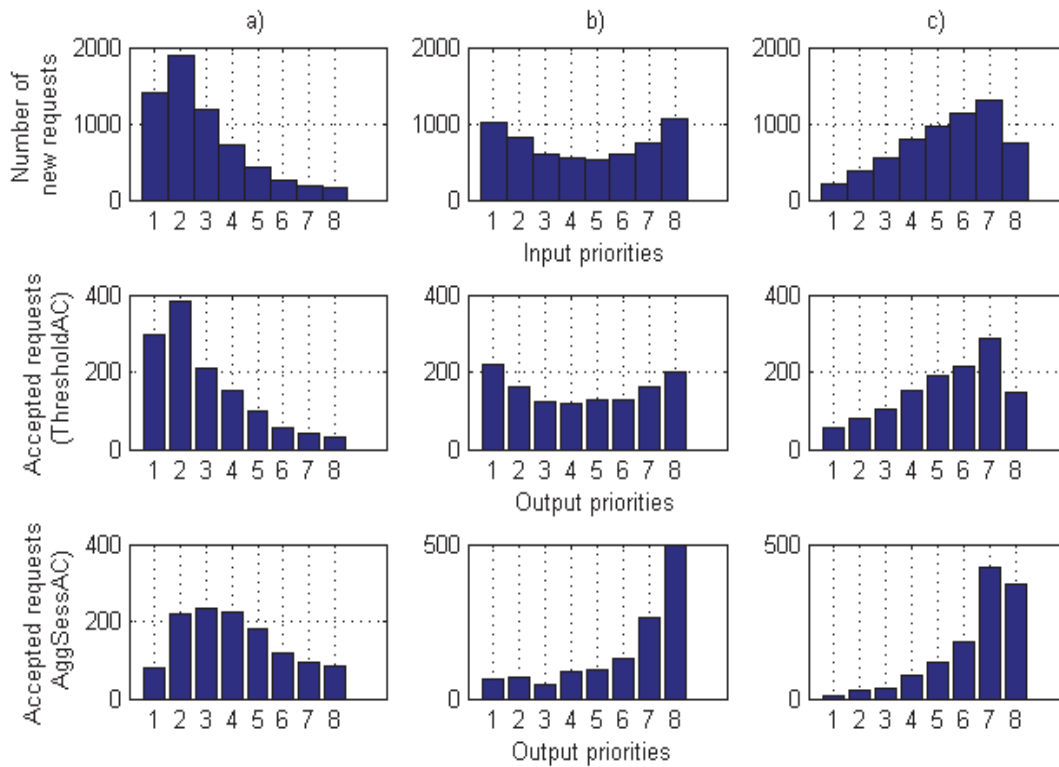 a)
b)
c)
Number of
new requests
2000
1000
0
1 2 3 4 5 6 7 8
2000
1000
0
1 2 3 4 5 6 7 8
Input priorities
2000
1000
0
1 2 3 4 5 6 7 8
Accepted requests
(ThresholdAC)
400
200
0
1 2 3 4 5 6 7 8
400
200
0
1 2 3 4 5 6 7 8
Output priorities
400
200
0
1 2 3 4 5 6 7 8
Accepted requests
AggSessAC)
400
200
0
1 2 3 4 5 6 7 8
500
0
1 2 3 4 5 6 7 8
Output priorities
500
0
1 2 3 4 5 6 7 8